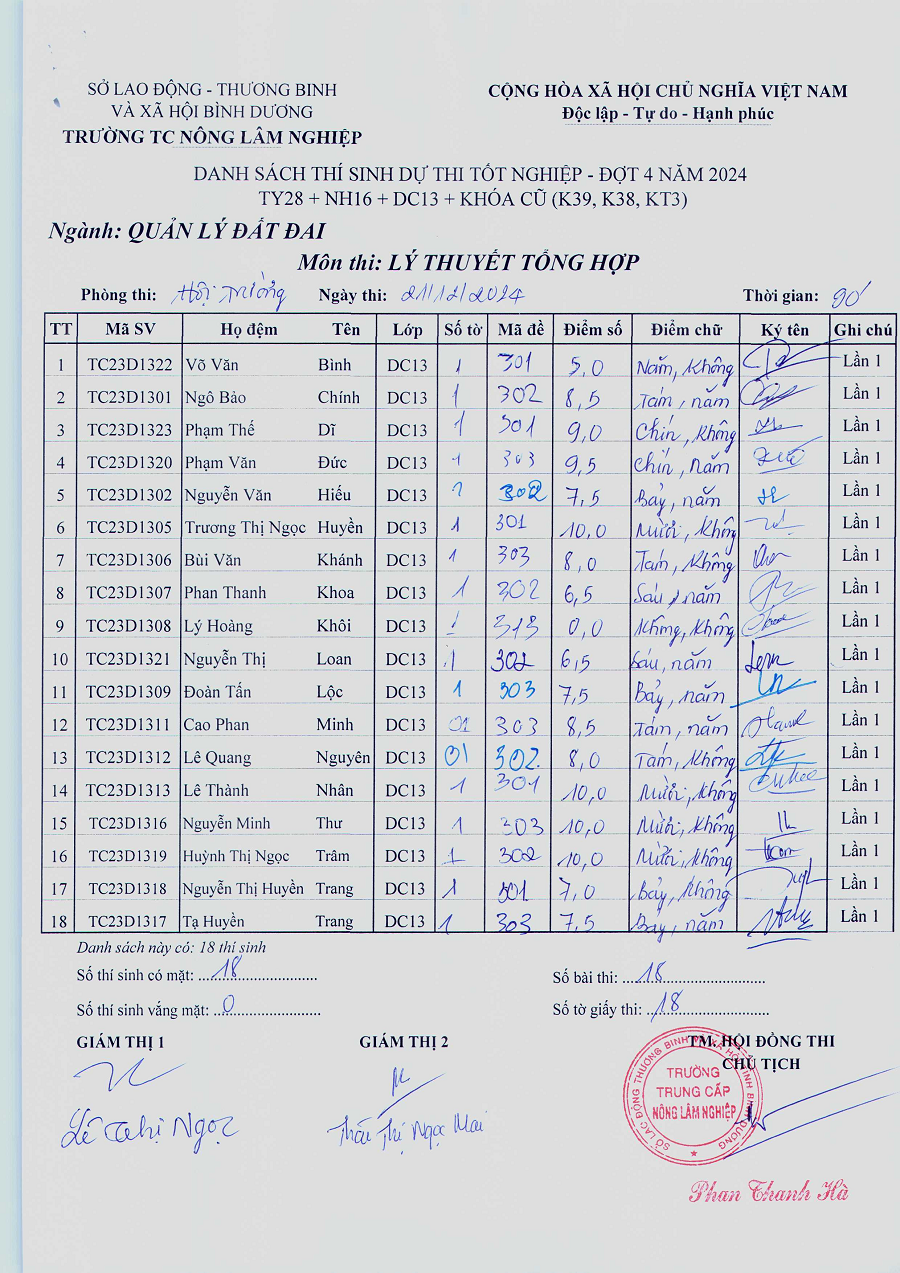 SỞ LAO ĐỘNG - THƯƠNG BINH
VÀ XÃ HỘI BÌNH DƯƠNG
TRƯỜNG TC NÔNG LÂM NGHIỆP
CỘNG HÒA XÃ HỘI CHỦ NGHĨA VIỆT NAM
Độc lập - Tự do - Hạnh phúc
DANH SÁCH THÍ SINH DỰ THI TỐT NGHIỆP - ĐỢT 4 NĂM 2024
TY28 + NH16 + DC13 + KHÓA CŨ (K39, K38, KT3)
Ngành: QUẢN LÝ ĐẤT ĐAI
Môn thi: LÝ THUYẾT TỔNG HỢP
Phòng thi: Hội Trường Ngày thi: 21/12/2024 Thời gian: 90'
TT Mã SV Họ đệm Tên Lớp Số tờ Mã đề Điểm số Điểm chữ Ký tên Ghi chú
1 TC23D1322 Võ Văn Bình DC13 1 301 5,0 Năm, không Lần 1
2 TC23D1301 Ngô Bảo Chính DC13 1 302 8,5 Tám, năm Lần 1
3 TC23D1323 Phạm Thế Dĩ DC13 1 301 9,0 Chín, không Lần 1
4 TC23D1320 Phạm Văn Đức DC13 1 303 9,5 Chín, năm Lần 1
5 TC23D1302 Nguyễn Văn Hiếu DC13 1 302 7,5 Bảy, năm Lần 1
6 TC23D1305 Trương Thị Ngọc Huyền DC13 1 301 10,0 Mười, không Lần 1
7 TC23D1306 Bùi Văn Khánh DC13 1 303 8,0 Tám, không Lần 1
8 TC23D1307 Phan Thanh Khoa DC13 1 302 6,5 Sáu, năm Lần 1
9 TC23D1308 Lý Hoàng Khôi DC13 1 313 0,0 Không, không Lần 1
10 TC23D1321 Nguyễn Thị Loan DC13 1 302 6,5 Sáu, năm Lần 1
11 TC23D1309 Đoàn Tấn Lộc DC13 1 303 7,5 Bảy, năm Lần 1
12 TC23D1311 Cao Phan Minh DC13 01 303 8,5 Tám, năm Lần 1
13 TC23D1312 Lê Quang Nguyên DC13 01 302. 8,0 Tám, không Lần 1
14 TC23D1313 Lê Thành Nhân DC13 1 301 10,0 Mười, không Lần 1
15 TC23D1316 Nguyễn Minh Thư DC13 1 303 10,0 Mười, không Lần 1
16 TC23D1319 Huỳnh Thị Ngọc Trâm DC13 1 302 10,0 Mười, không Lần 1
17 TC23D1318 Nguyễn Thị Huyền Trang DC13 1 301 7,0 Bảy, không Lần 1
18 TC23D1317 Tạ Huyền Trang DC13 1 303 7,5 Bảy, năm Lần 1
Danh sách này có: 18 thí sinh
Số thí sinh có mặt: 18
Số bài thi: 18
Số thí sinh vắng mặt: 0
Số tờ giấy thi: 18
GIÁM THỊ 1 GIÁM THỊ 2 TM. HỘI ĐỒNG THI
CHỦ TỊCH
TRƯỜNG
TRUNG CẤP
NÔNG LÂM NGHIỆP
Lê Thị Ngọc
Thái Thị Ngọc Mai
Phan Thanh Hà